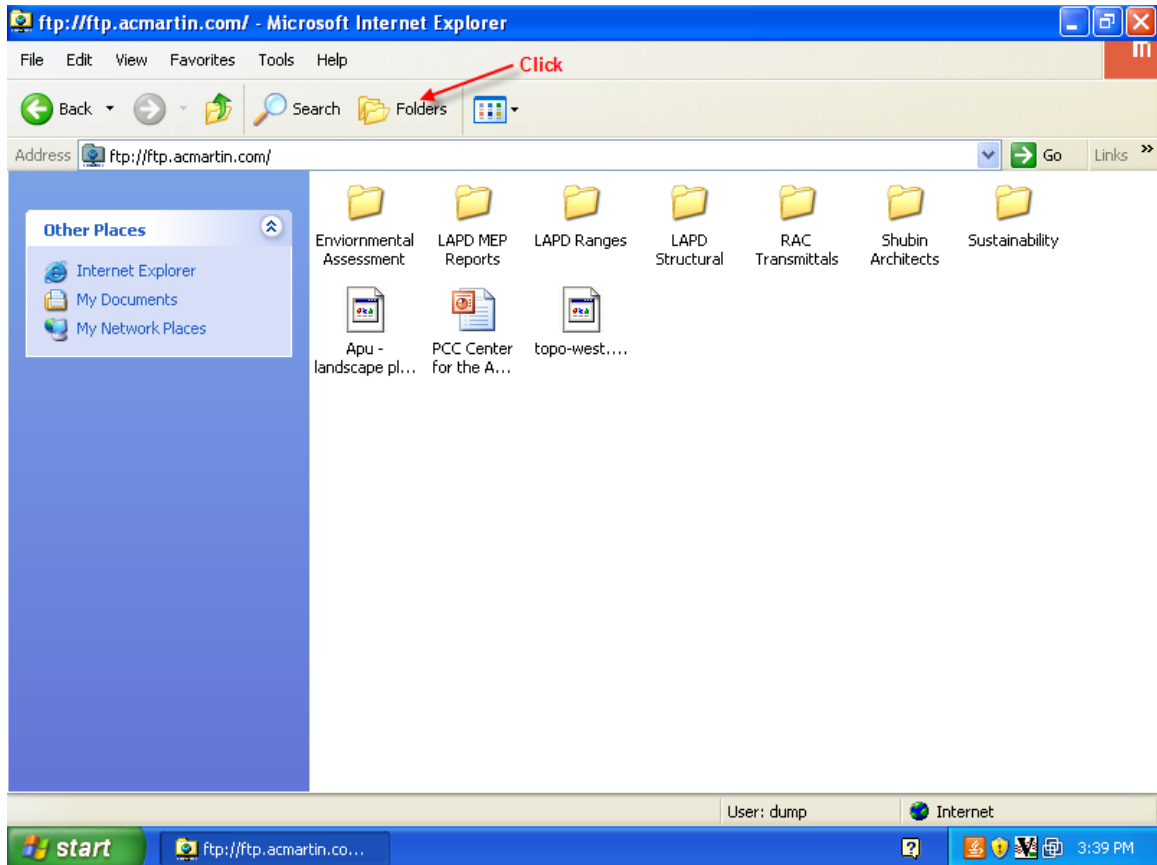 ftp://ftp.acmartin.com/ - Microsoft Internet Explorer
File Edit View Favorites Tools Help
Click
m
Back Search Folders
Address ftp://ftp.acmartin.com/ Go Links »
Other Places
Internet Explorer
My Documents
My Network Places
Enviornmental Assessment
LAPD MEP Reports
LAPD Ranges
LAPD Structural
RAC Transmittals
Shubin Architects
Sustainability
Apu - landscape pl...
PCC Center for the A...
topo-west....
User: dump Internet
start ftp://ftp.acmartin.co... 3:39 PM